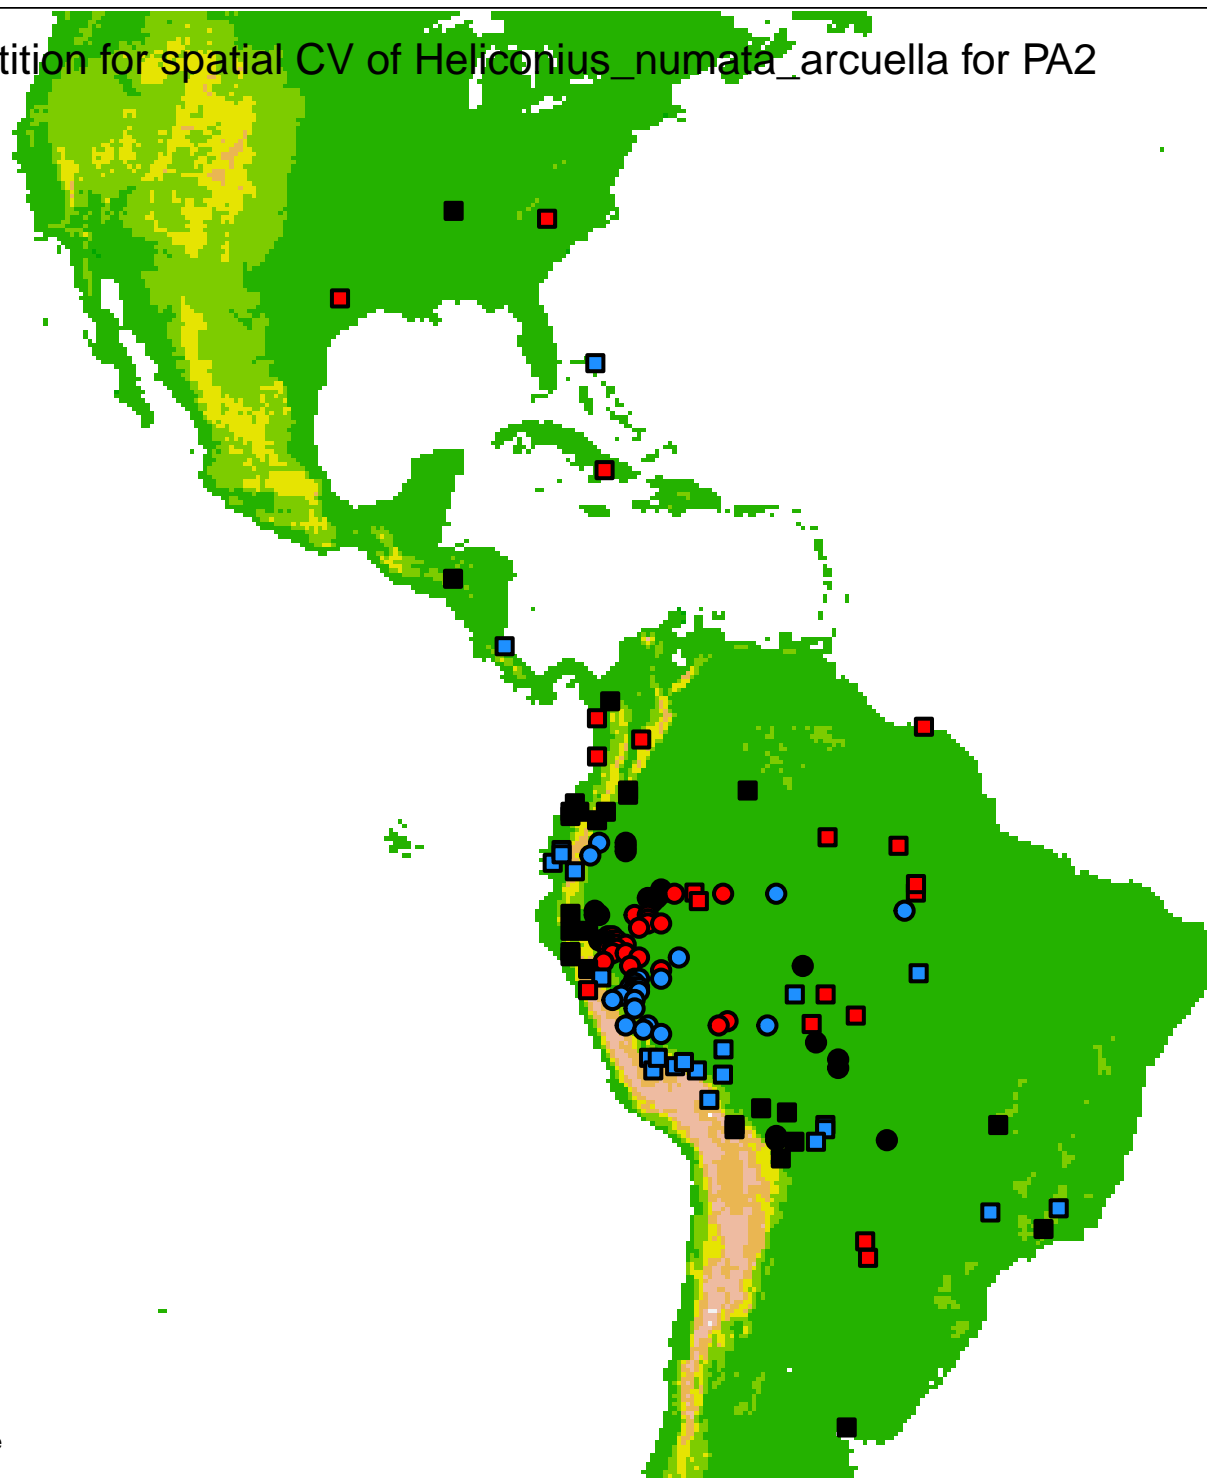 tition for spatial CV of Heliconius_numata_arcuella for PA2